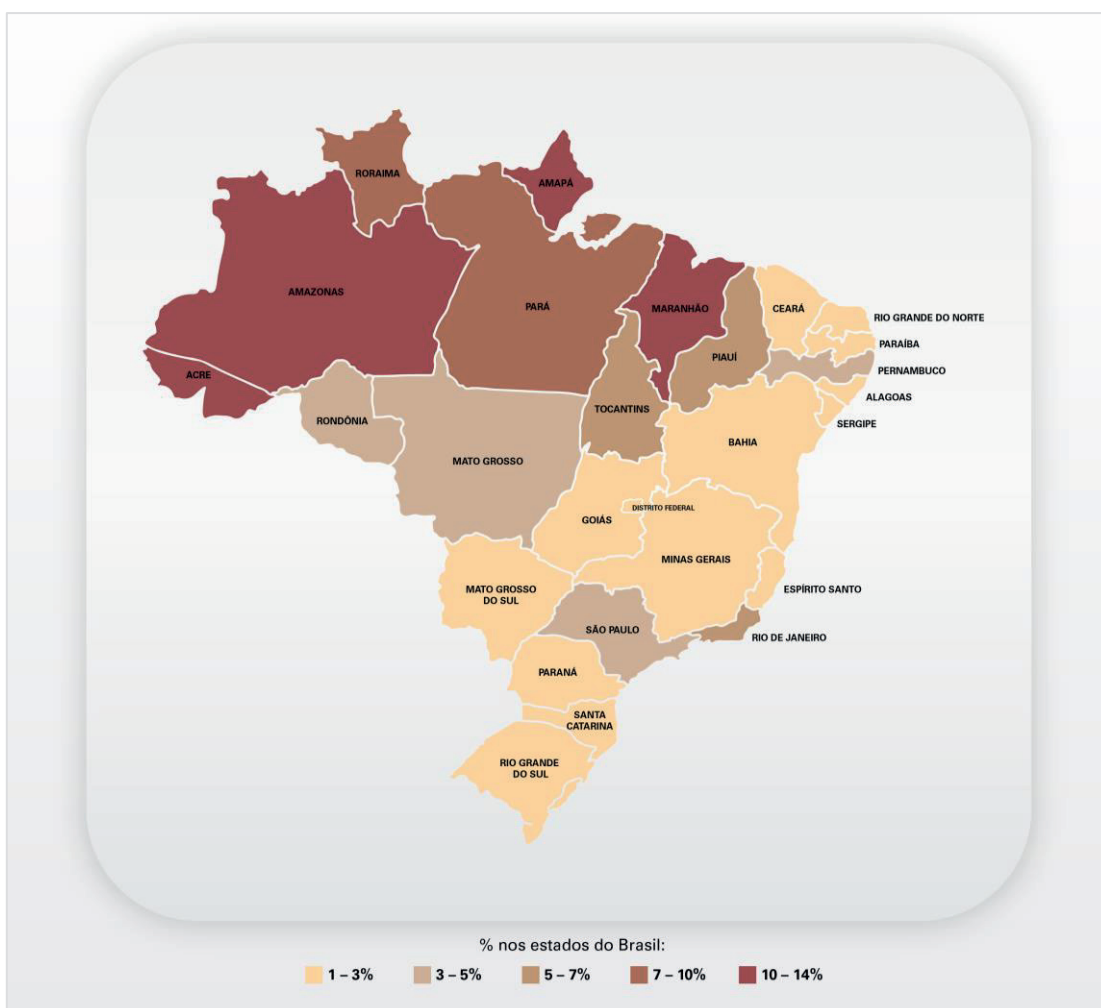 RORAIMA
AMAPÁ
AMAZONAS
PARÁ
MARANHÃO
CEARÁ
RIO GRANDE DO NORTE
PARAÍBA
PIAUÍ
PERNAMBUCO
ACRE
ALAGOAS
TOCANTINS
RONDÔNIA
SERGIPE
BAHIA
MATO GROSSO
DISTRITO FEDERAL
GOIÁS
MINAS GERAIS
MATO GROSSO
DO SUL
ESPÍRITO SANTO
SÃO PAULO
RIO DE JANEIRO
PARANÁ
SANTA
CATARINA
RIO GRANDE
DO SUL
% nos estados do Brasil:
1 – 3% 3 – 5% 5 – 7% 7 – 10% 10 – 14%